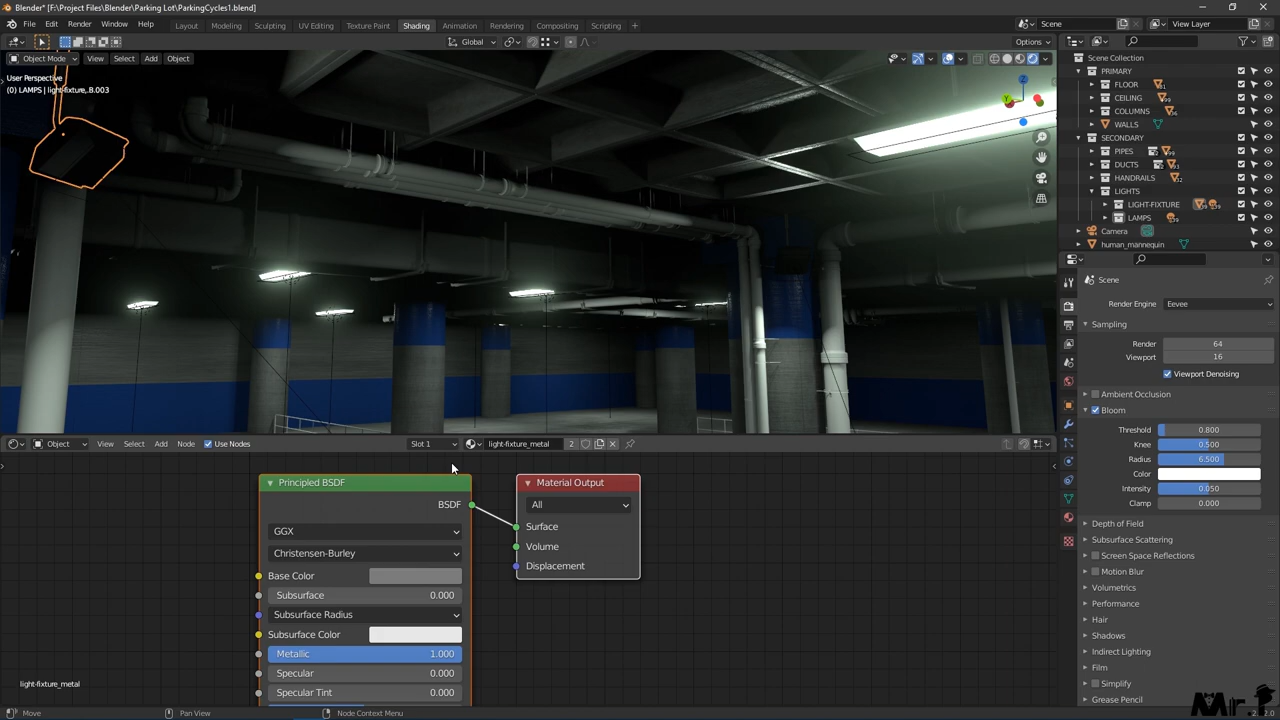 Blender* [F:\Project Files\Blender\Parking Lot\ParkingCycles1.blend]
File Edit Render Window Help Layout Modeling Sculpting UV Editing Texture Paint Shading Animation Rendering Compositing Scripting + Scene View Layer
Global Options
Object Mode View Select Add Object
User Perspective
(0) LAMPS | light-fixture,.B.003
Z
Y
Scene Collection
PRIMARY
FLOOR
CEILING
COLUMNS
WALLS
SECONDARY
PIPES
DUCTS
HANDRAILS
LIGHTS
LIGHT-FIXTURE
LAMPS
Camera
human_mannequin
Scene
Render Engine Eevee
Sampling
Render 64
Viewport 16
Viewport Denoising
Ambient Occlusion
Bloom
Threshold 0.800
Knee 0.500
Radius 6.500
Color
Intensity 0.050
Clamp 0.000
Depth of Field
Subsurface Scattering
Screen Space Reflections
Motion Blur
Volumetrics
Performance
Hair
Shadows
Indirect Lighting
Film
Simplify
Grease Pencil
Object View Select Add Node Use Nodes Slot 1 light-fixture_metal 2
Principled BSDF
BSDF
GGX
Christensen-Burley
Base Color
Subsurface 0.000
Subsurface Radius
Subsurface Color
Metallic 1.000
Specular 0.000
Specular Tint 0.000
Material Output
All
Surface
Volume
Displacement
light-fixture_metal
Move Pan View Node Context Menu